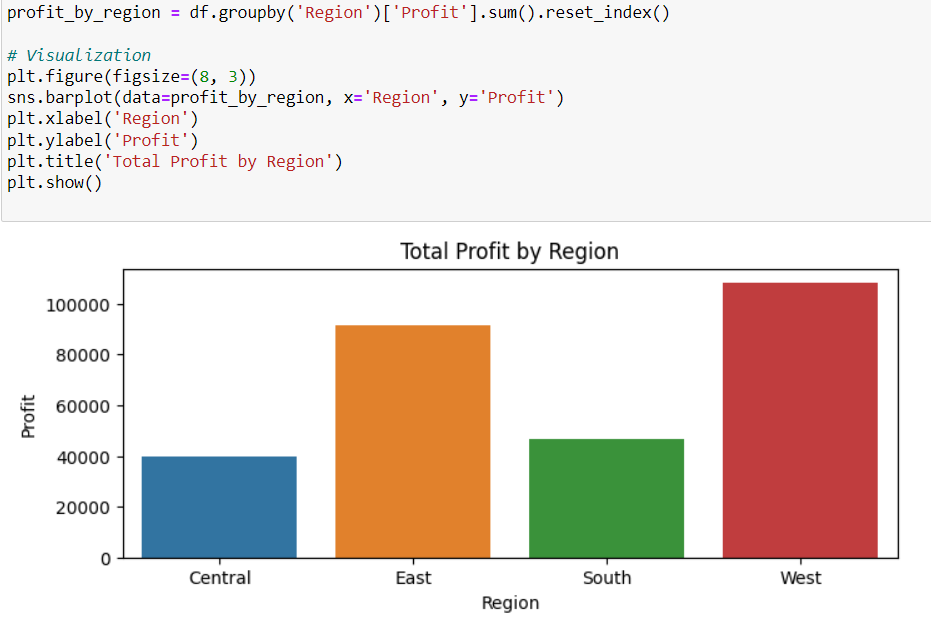 profit_by_region = df.groupby('Region')['Profit'].sum().reset_index()
# Visualization
plt.figure(figsize=(8, 3))
sns.barplot(data=profit_by_region, x='Region', y='Profit')
plt.xlabel('Region')
plt.ylabel('Profit')
plt.title('Total Profit by Region')
plt.show()
Total Profit by Region
100000
80000
60000
40000
20000
0
Profit
Central East South West
Region